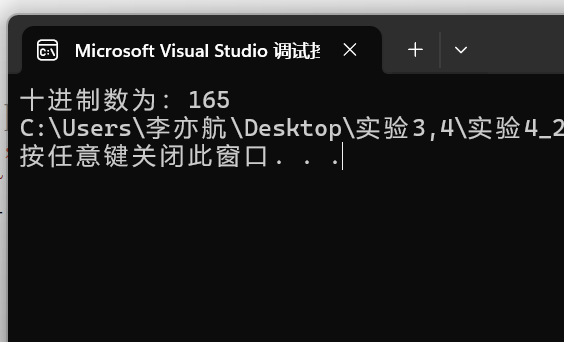 Microsoft Visual Studio 调试
十进制数为: 165
C:\Users\李亦航\Desktop\实验3,4\实验4_2
按任意键关闭此窗口. . .